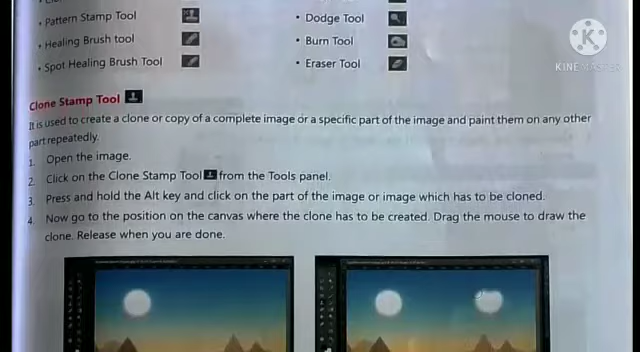 • Pattern Stamp Tool
• Dodge Tool
• Healing Brush tool
• Burn Tool
• Spot Healing Brush Tool
• Eraser Tool
KINEMASTER
Clone Stamp Tool
It is used to create a clone or copy of a complete image or a specific part of the image and paint them on any other
part repeatedly.
1. Open the image.
2. Click on the Clone Stamp Tool from the Tools panel.
3. Press and hold the Alt key and click on the part of the image or image which has to be cloned.
4. Now go to the position on the canvas where the clone has to be created. Drag the mouse to draw the
clone. Release when you are done.